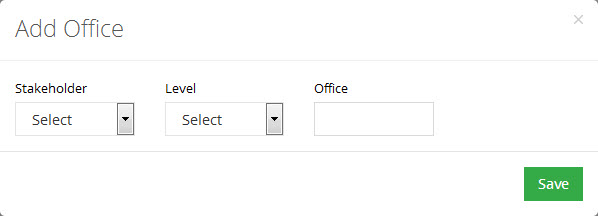 Add Office
×
Stakeholder Level Office
Select Select
Save